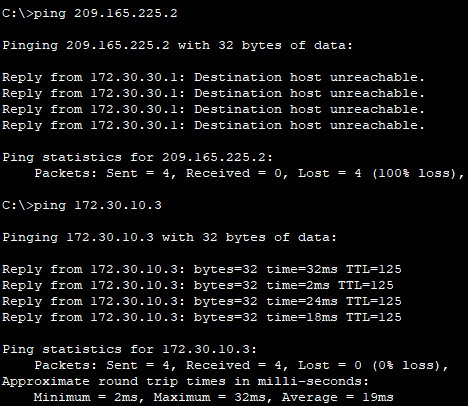 C:\>ping 209.165.225.2
Pinging 209.165.225.2 with 32 bytes of data:
Reply from 172.30.30.1: Destination host unreachable.
Reply from 172.30.30.1: Destination host unreachable.
Reply from 172.30.30.1: Destination host unreachable.
Reply from 172.30.30.1: Destination host unreachable.
Ping statistics for 209.165.225.2:
    Packets: Sent = 4, Received = 0, Lost = 4 (100% loss),
C:\>ping 172.30.10.3
Pinging 172.30.10.3 with 32 bytes of data:
Reply from 172.30.10.3: bytes=32 time=32ms TTL=125
Reply from 172.30.10.3: bytes=32 time=2ms TTL=125
Reply from 172.30.10.3: bytes=32 time=24ms TTL=125
Reply from 172.30.10.3: bytes=32 time=18ms TTL=125
Ping statistics for 172.30.10.3:
    Packets: Sent = 4, Received = 4, Lost = 0 (0% loss),
Approximate round trip times in milli-seconds:
    Minimum = 2ms, Maximum = 32ms, Average = 19ms